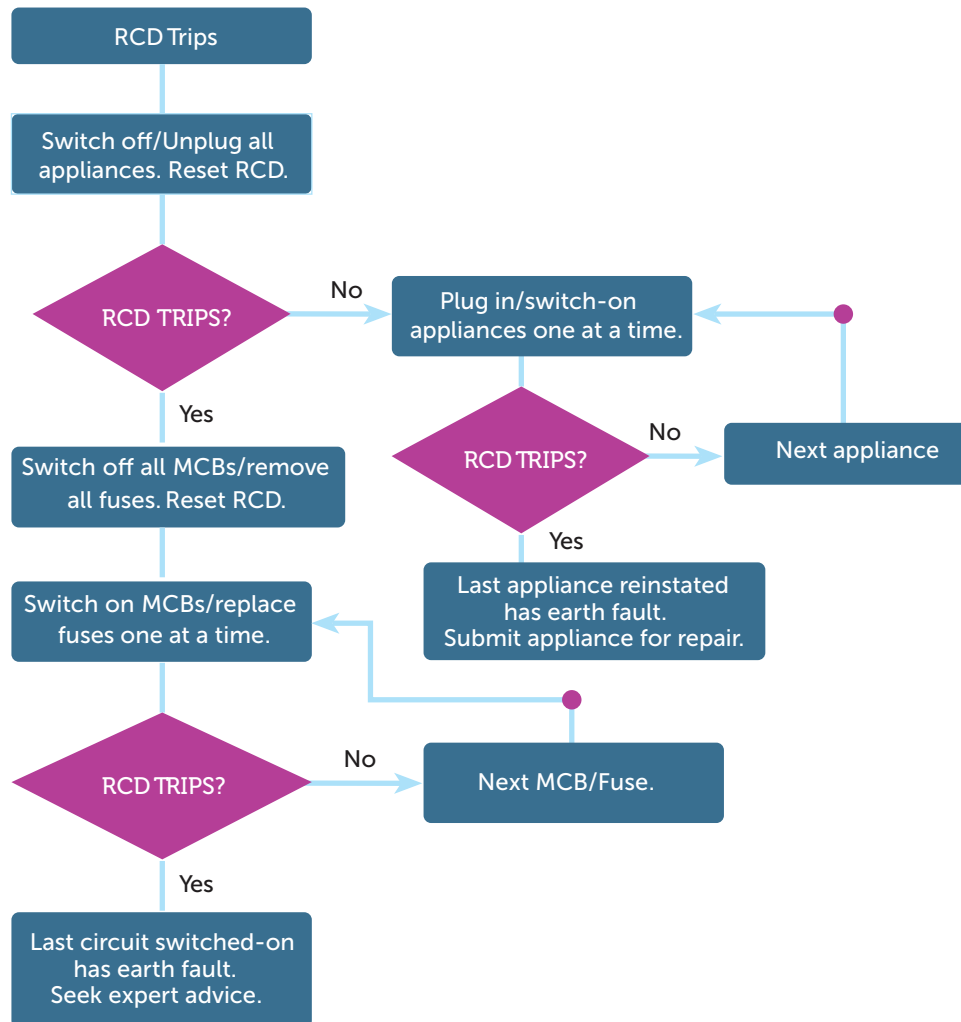 RCD Trips
Switch off/Unplug all
appliances. Reset RCD.
RCD TRIPS?
No
Plug in/switch-on
appliances one at a time.
Yes
Switch off all MCBs/remove
all fuses. Reset RCD.
RCD TRIPS?
No
Next appliance
Yes
Last appliance reinstated
has earth fault.
Submit appliance for repair.
Switch on MCBs/replace
fuses one at a time.
RCD TRIPS?
No
Next MCB/Fuse.
Yes
Last circuit switched-on
has earth fault.
Seek expert advice.